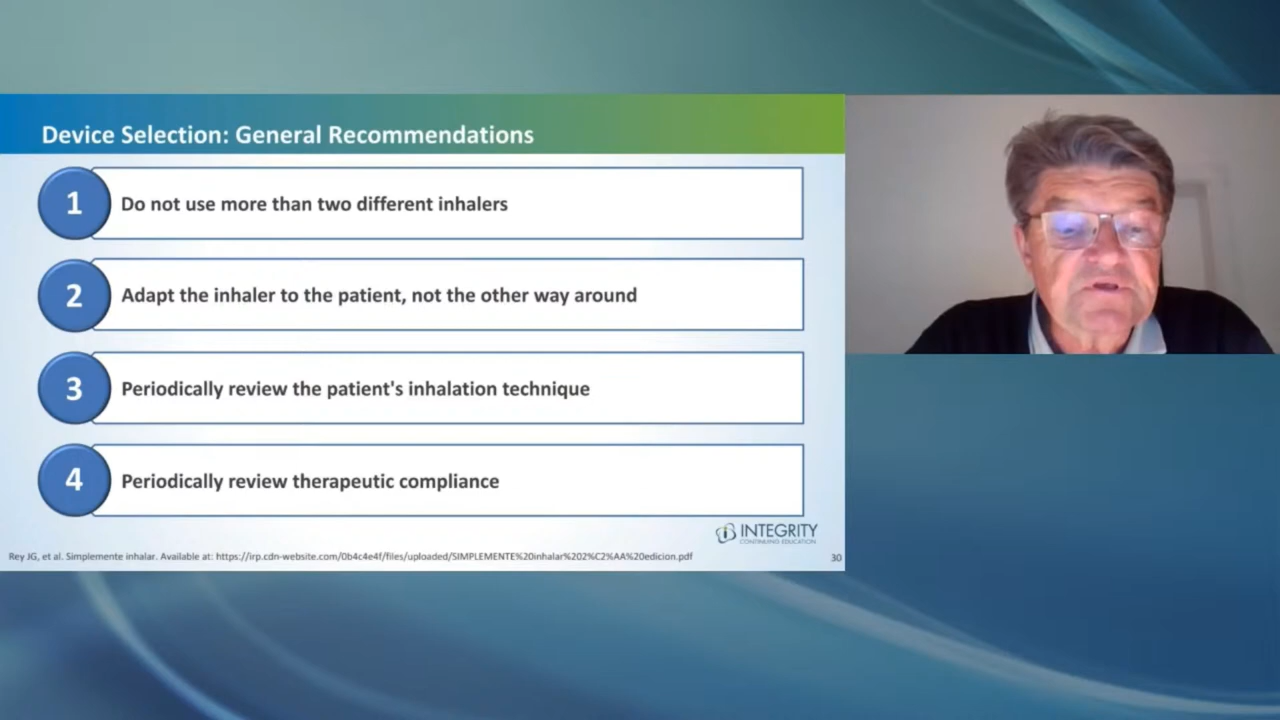 Device Selection: General Recommendations
1
Do not use more than two different inhalers
2
Adapt the inhaler to the patient, not the other way around
3
Periodically review the patient's inhalation technique
4
Periodically review therapeutic compliance
INTEGRITY
CONTINUING EDUCATION
Rey JG, et al. Simplemente inhalar. Available at: https://irp.cdn-website.com/0b4c4e4f/files/uploaded/SIMPLEMENTE%20inhalar%202%C2%AA%20edicion.pdf
30